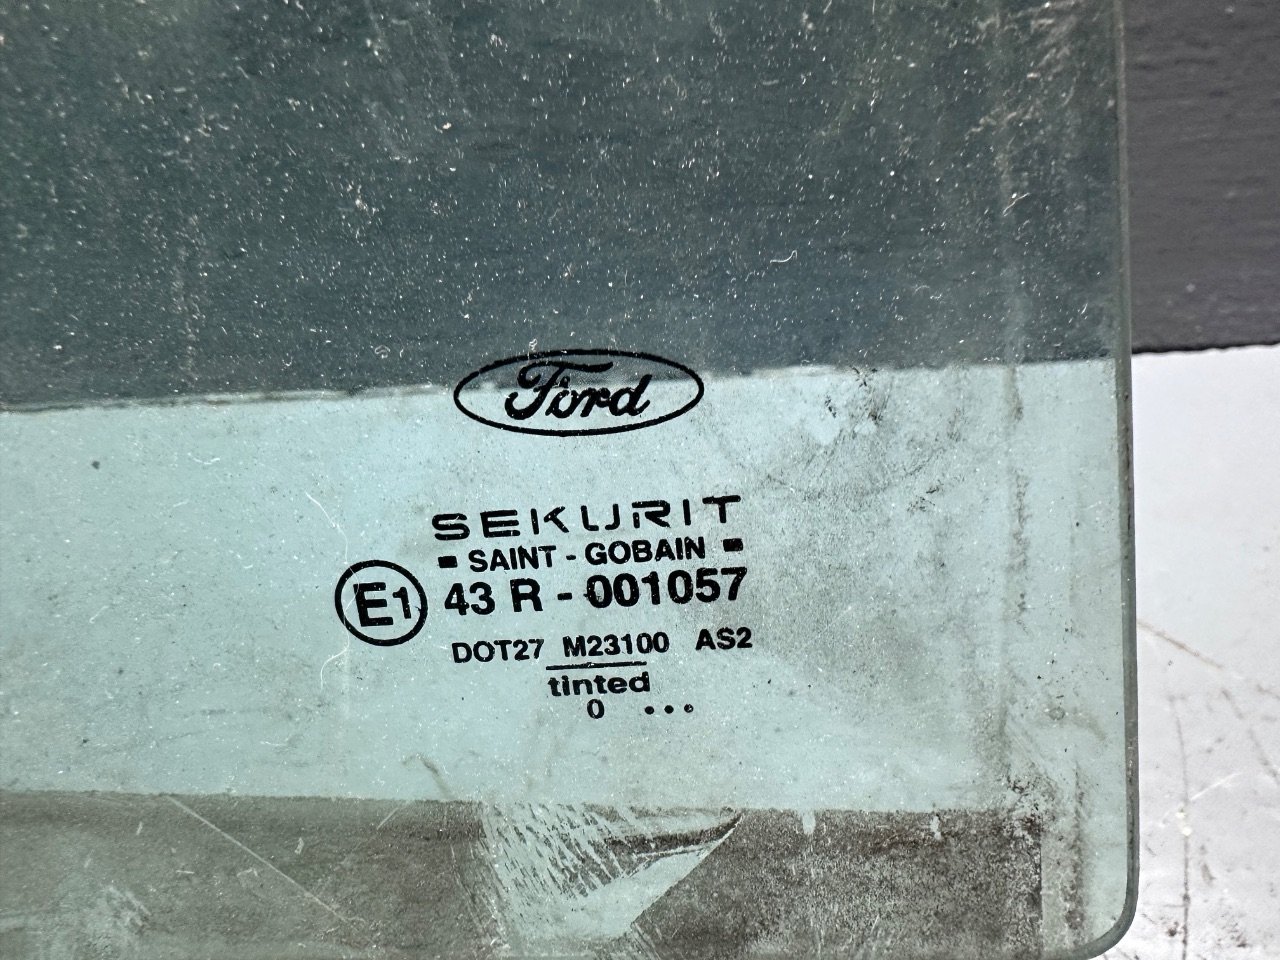 Ford
SEKURIT
SAINT - GOBAIN
E1 43 R - 001057
DOT27 M23100 AS2
tinted
0 ...